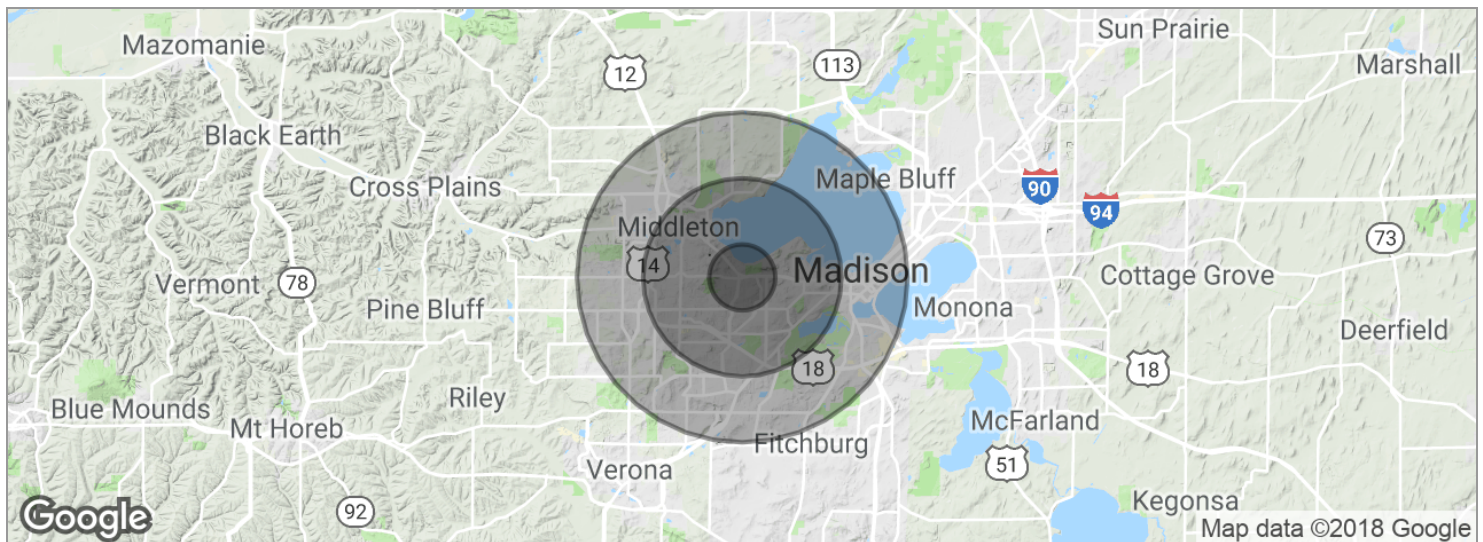 Sun Prairie
Mazomanie
113
Marshall
12
Black Earth
Maple Bluff
Cross Plains
90
94
Middleton
73
14
Madison
Cottage Grove
78
Vermont
Pine Bluff
Monona
Deerfield
18
18
Riley
Blue Mounds
McFarland
Mt Horeb
Fitchburg
51
Verona
Kegonsa
92
Google
Map data ©2018 Google